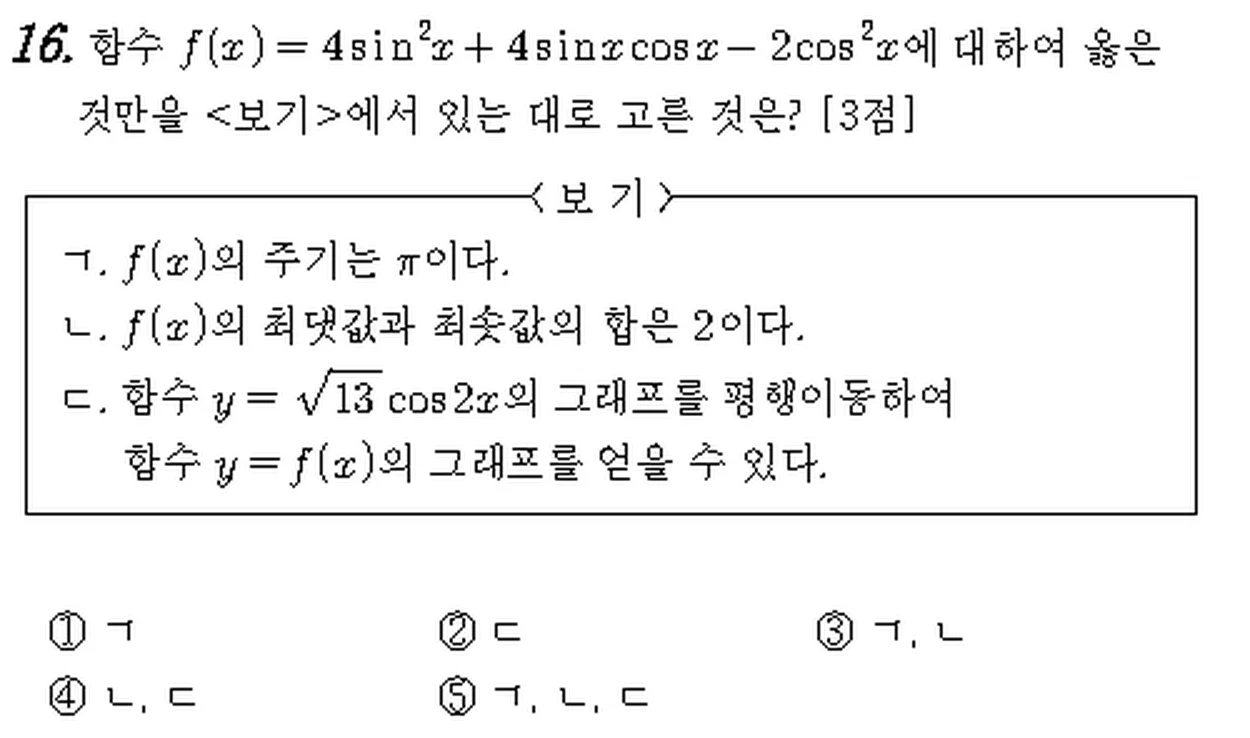 16. 함수 f(x) = 4sin²x + 4sinxcosx − 2cos²x에 대하여 옳은
것만을 <보기>에서 있는 대로 고른 것은? [3점]
〈보 기〉
ㄱ. f(x)의 주기는 π이다.
ㄴ. f(x)의 최댓값과 최솟값의 합은 2이다.
ㄷ. 함수 y = √13 cos2x의 그래프를 평행이동하여
함수 y = f(x)의 그래프를 얻을 수 있다.
① ㄱ ② ㄷ ③ ㄱ, ㄴ
④ ㄴ, ㄷ ⑤ ㄱ, ㄴ, ㄷ